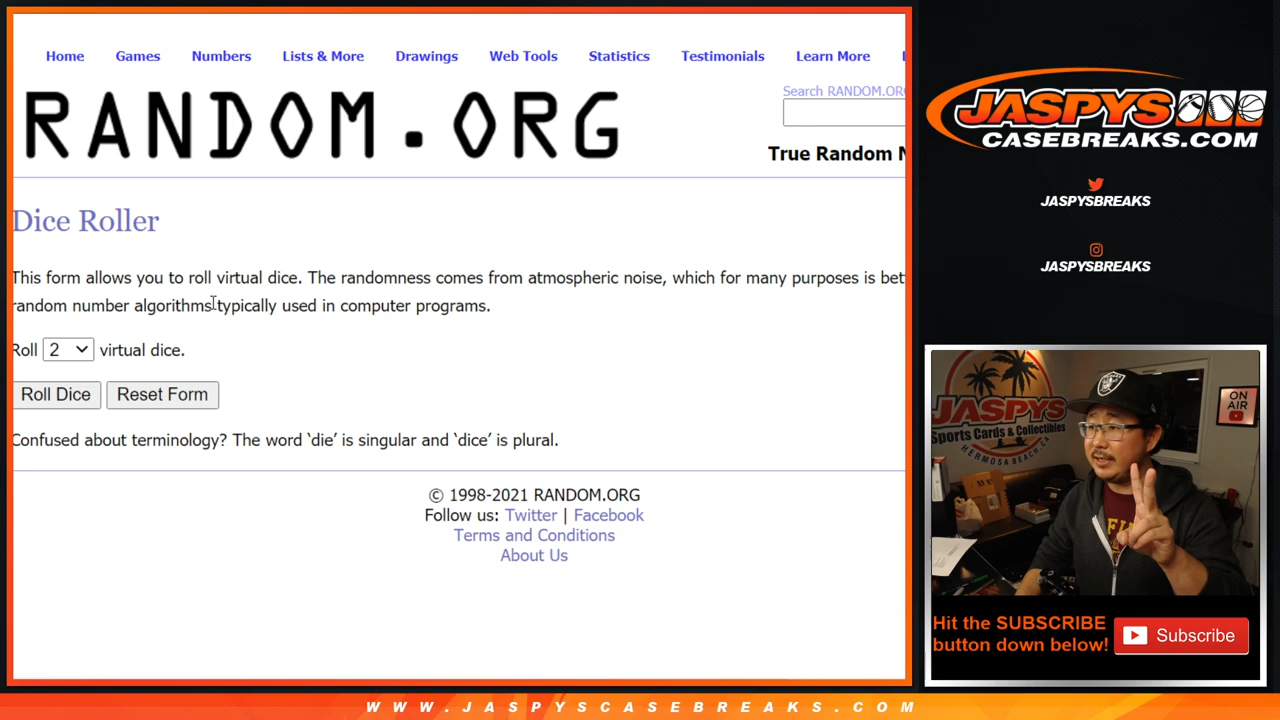 Home Games Numbers Lists & More Drawings Web Tools Statistics Testimonials Learn More
Search RANDOM.ORG
RANDOM.ORG
True Random N
Dice Roller
This form allows you to roll virtual dice. The randomness comes from atmospheric noise, which for many purposes is bet
random number algorithms typically used in computer programs.
Roll 2 virtual dice.
Roll Dice Reset Form
Confused about terminology? The word ‘die’ is singular and ‘dice’ is plural.
© 1998-2021 RANDOM.ORG
Follow us: Twitter | Facebook
Terms and Conditions
About Us
JASPYS
CASEBREAKS.COM
JASPYSBREAKS
JASPYSBREAKS
JASPYS
Sports Cards & Collectibles
HERMOSA BEACH, CA
ON
AIR
Hit the SUBSCRIBE
button down below!
Subscribe
WWW.JASPYSCASEBREAKS.COM